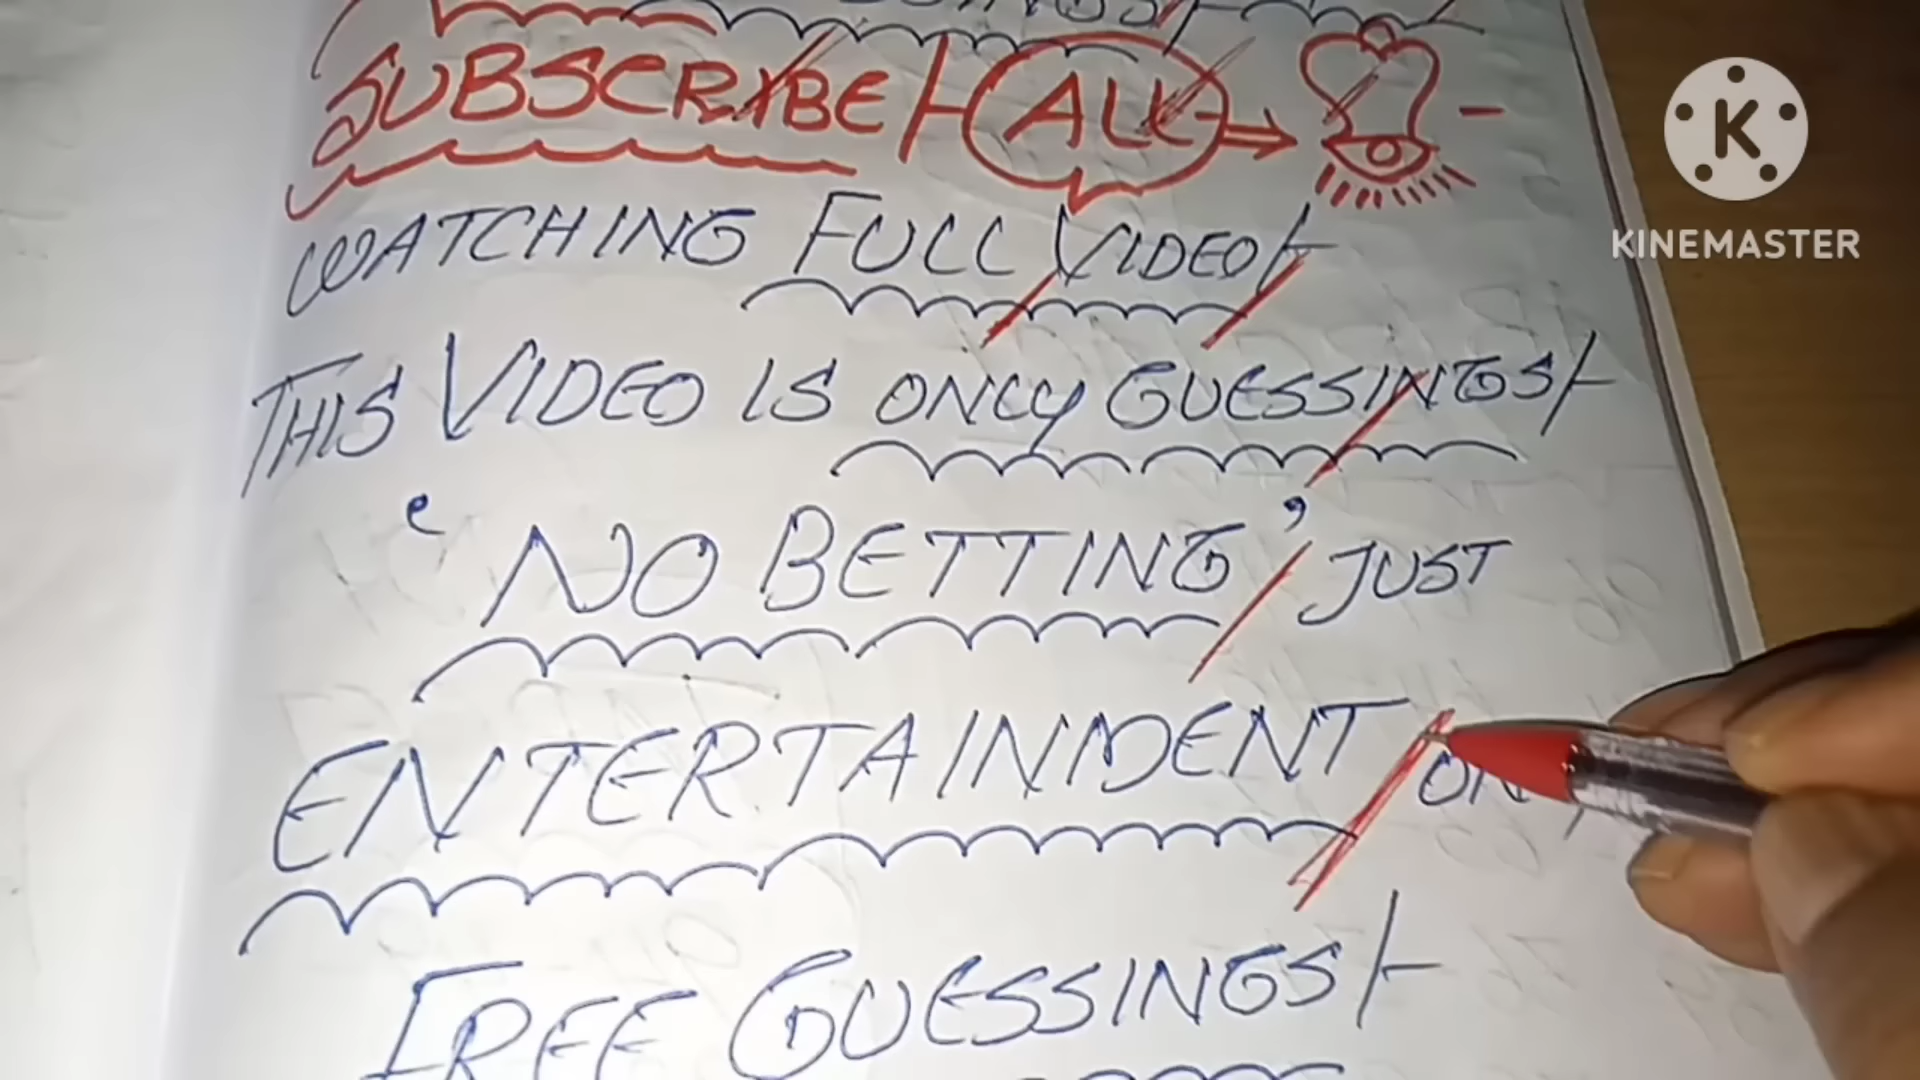 SUBSCRIBE/- ALL ⇒ -
WATCHING FULL VIDEO/-
THIS VIDEO IS ONLY GUESSINGS/-
'NO BETTING' JUST
ENTERTAINMENT
FREE GUESSINGS/-
K
KINEMASTER